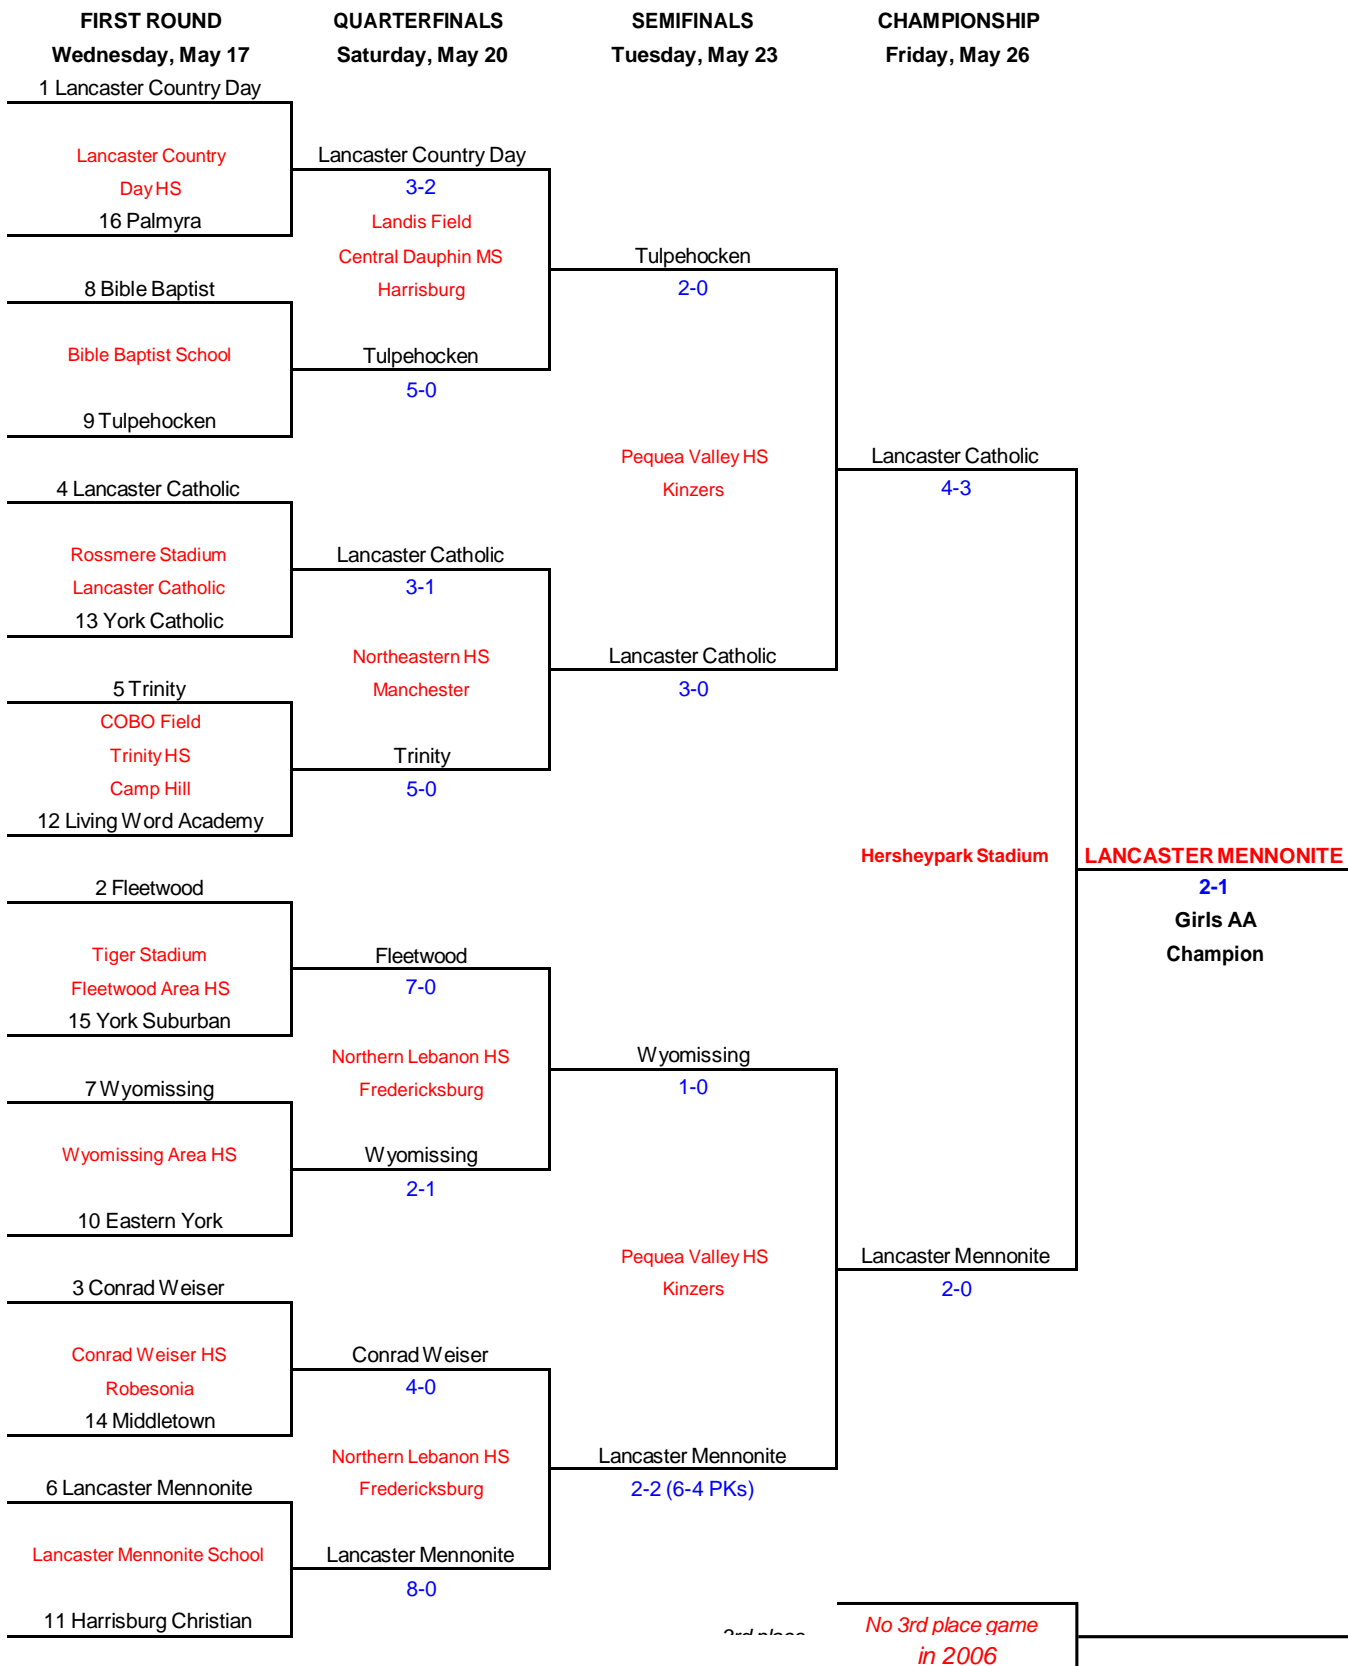 FIRST ROUND QUARTERFINALS SEMIFINALS CHAMPIONSHIP
Wednesday, May 17 Saturday, May 20 Tuesday, May 23 Friday, May 26
1 Lancaster Country Day
Lancaster Country Lancaster Country Day
Day HS 3-2
16 Palmyra Landis Field
Central Dauphin MS Tulpehocken
8 Bible Baptist Harrisburg 2-0
Bible Baptist School Tulpehocken
5-0
9 Tulpehocken
Pequea Valley HS Lancaster Catholic
4 Lancaster Catholic Kinzers 4-3
Rossmere Stadium Lancaster Catholic
Lancaster Catholic 3-1
13 York Catholic
Northeastern HS Lancaster Catholic
5 Trinity Manchester 3-0
COBO Field
Trinity HS Trinity
Camp Hill 5-0
12 Living Word Academy
Hersheypark Stadium LANCASTER MENNONITE
2 Fleetwood 2-1
Girls AA
Tiger Stadium Fleetwood Champion
Fleetwood Area HS 7-0
15 York Suburban
Northern Lebanon HS Wyomissing
7 Wyomissing Fredericksburg 1-0
Wyomissing Area HS Wyomissing
2-1
10 Eastern York
Pequea Valley HS Lancaster Mennonite
3 Conrad Weiser Kinzers 2-0
Conrad Weiser HS Conrad Weiser
Robesonia 4-0
14 Middletown
Northern Lebanon HS Lancaster Mennonite
6 Lancaster Mennonite Fredericksburg 2-2 (6-4 PKs)
Lancaster Mennonite School Lancaster Mennonite
8-0
11 Harrisburg Christian 3rd place No 3rd place game
in 2006